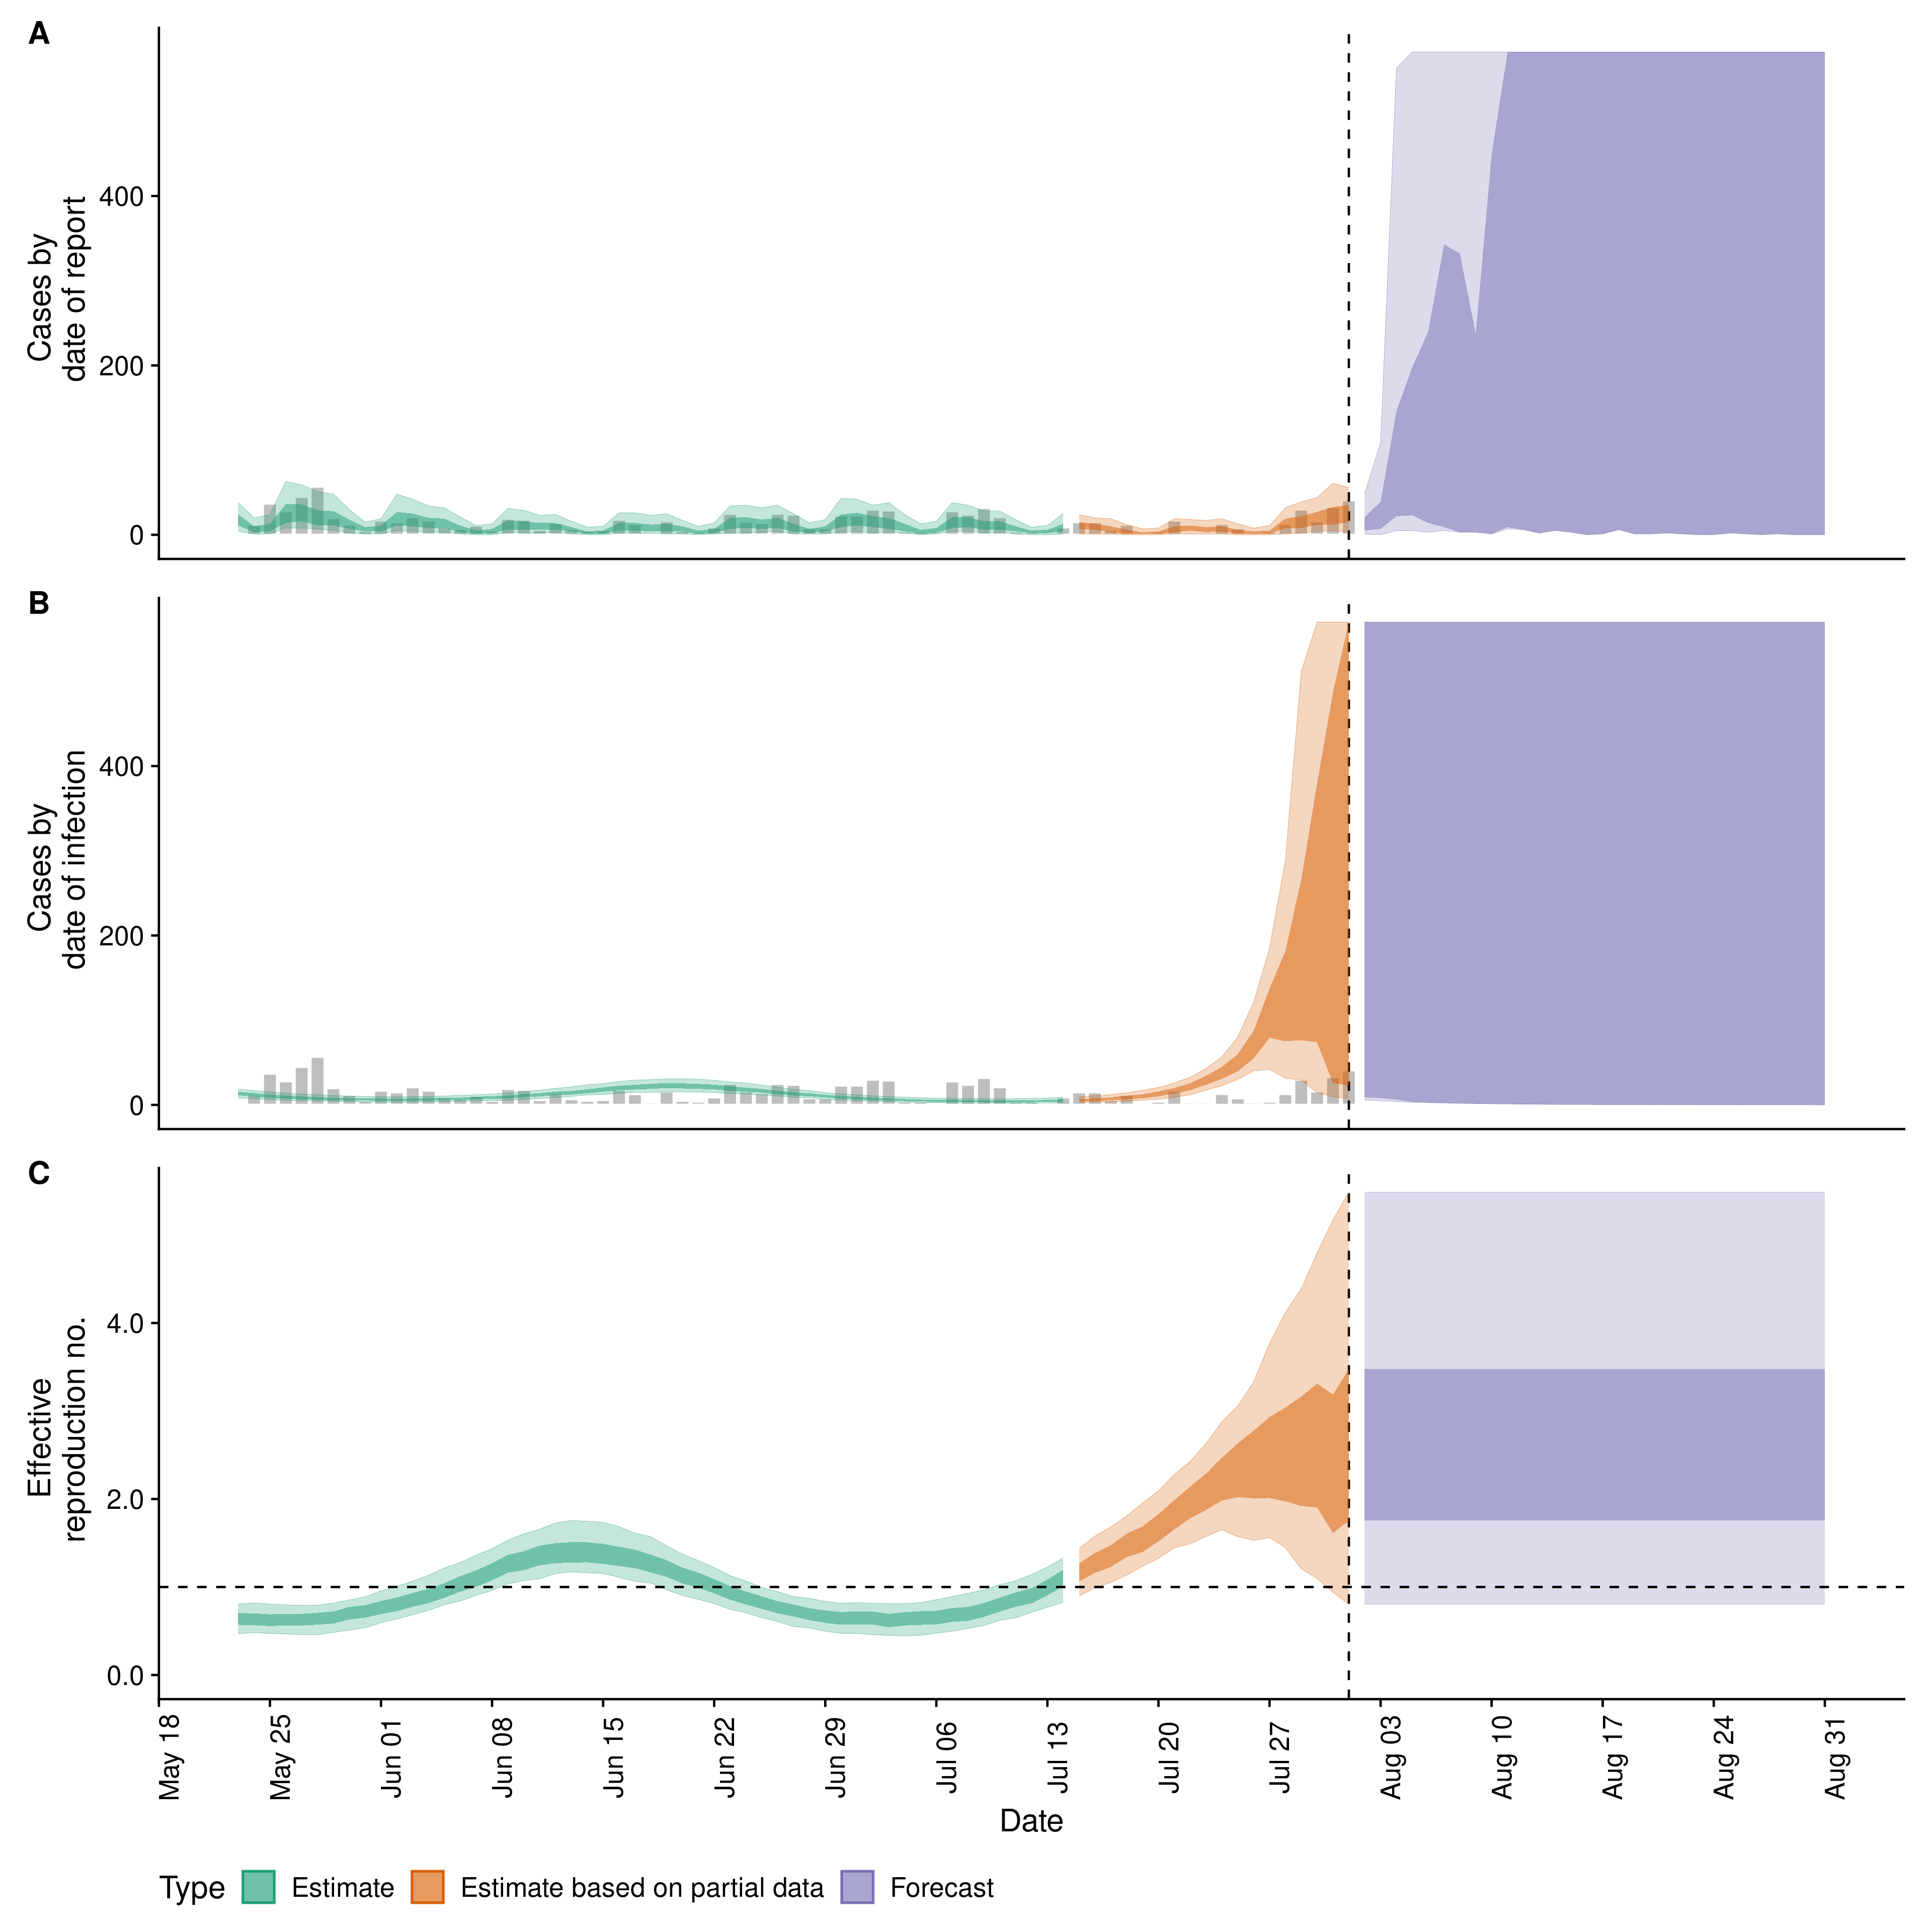 A
Cases by
date of report
400
200
0
B
Cases by
date of infection
400
200
0
C
Effective
reproduction no.
4.0
2.0
0.0
May 18
May 25
Jun 01
Jun 08
Jun 15
Jun 22
Jun 29
Jul 06
Jul 13
Jul 20
Jul 27
Aug 03
Aug 10
Aug 17
Aug 24
Aug 31
Date
Type Estimate Estimate based on partial data Forecast